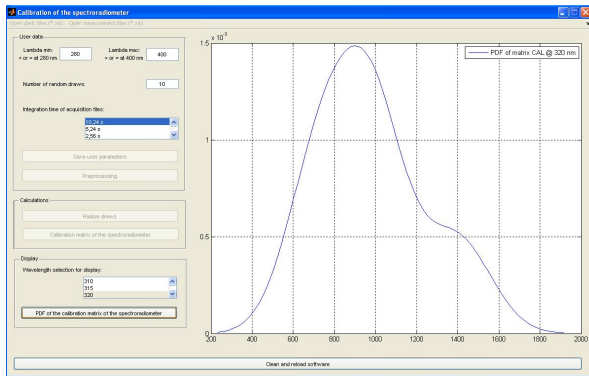 Calibration of the spectroradiometer
Open dark files (*.xls) Open measurement files (*.xls)
User data
Lambda min: Lambda max:
< or = at 280 nm 280 > or = at 400 nm 400
Number of random draws: 10
Integration time of acquisition files:
10,24 s
5,24 s
2,56 s
Save user parameters
Preprocessing
Calculations
Random draws
Calibration matrix of the spectroradiometer
Display
Wavelength selection for display:
310
315
320
PDF of the calibration matrix of the spectroradiometer
x 10⁻³
1.5
1
0.5
0
200 400 600 800 1000 1200 1400 1600 1800 2000
PDF of matrix CAL @ 320 nm
Clean and reload software